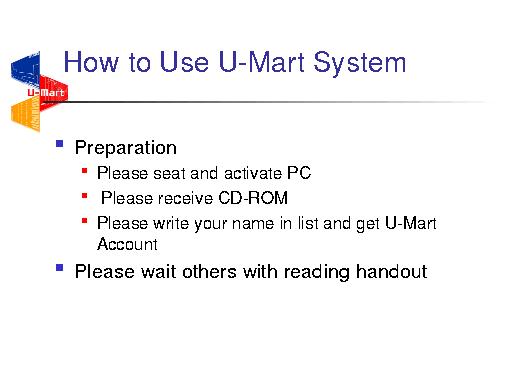 How to Use U-Mart System
U-Mart
Preparation
Please seat and activate PC
Please receive CD-ROM
Please write your name in list and get U-Mart
Account
Please wait others with reading handout